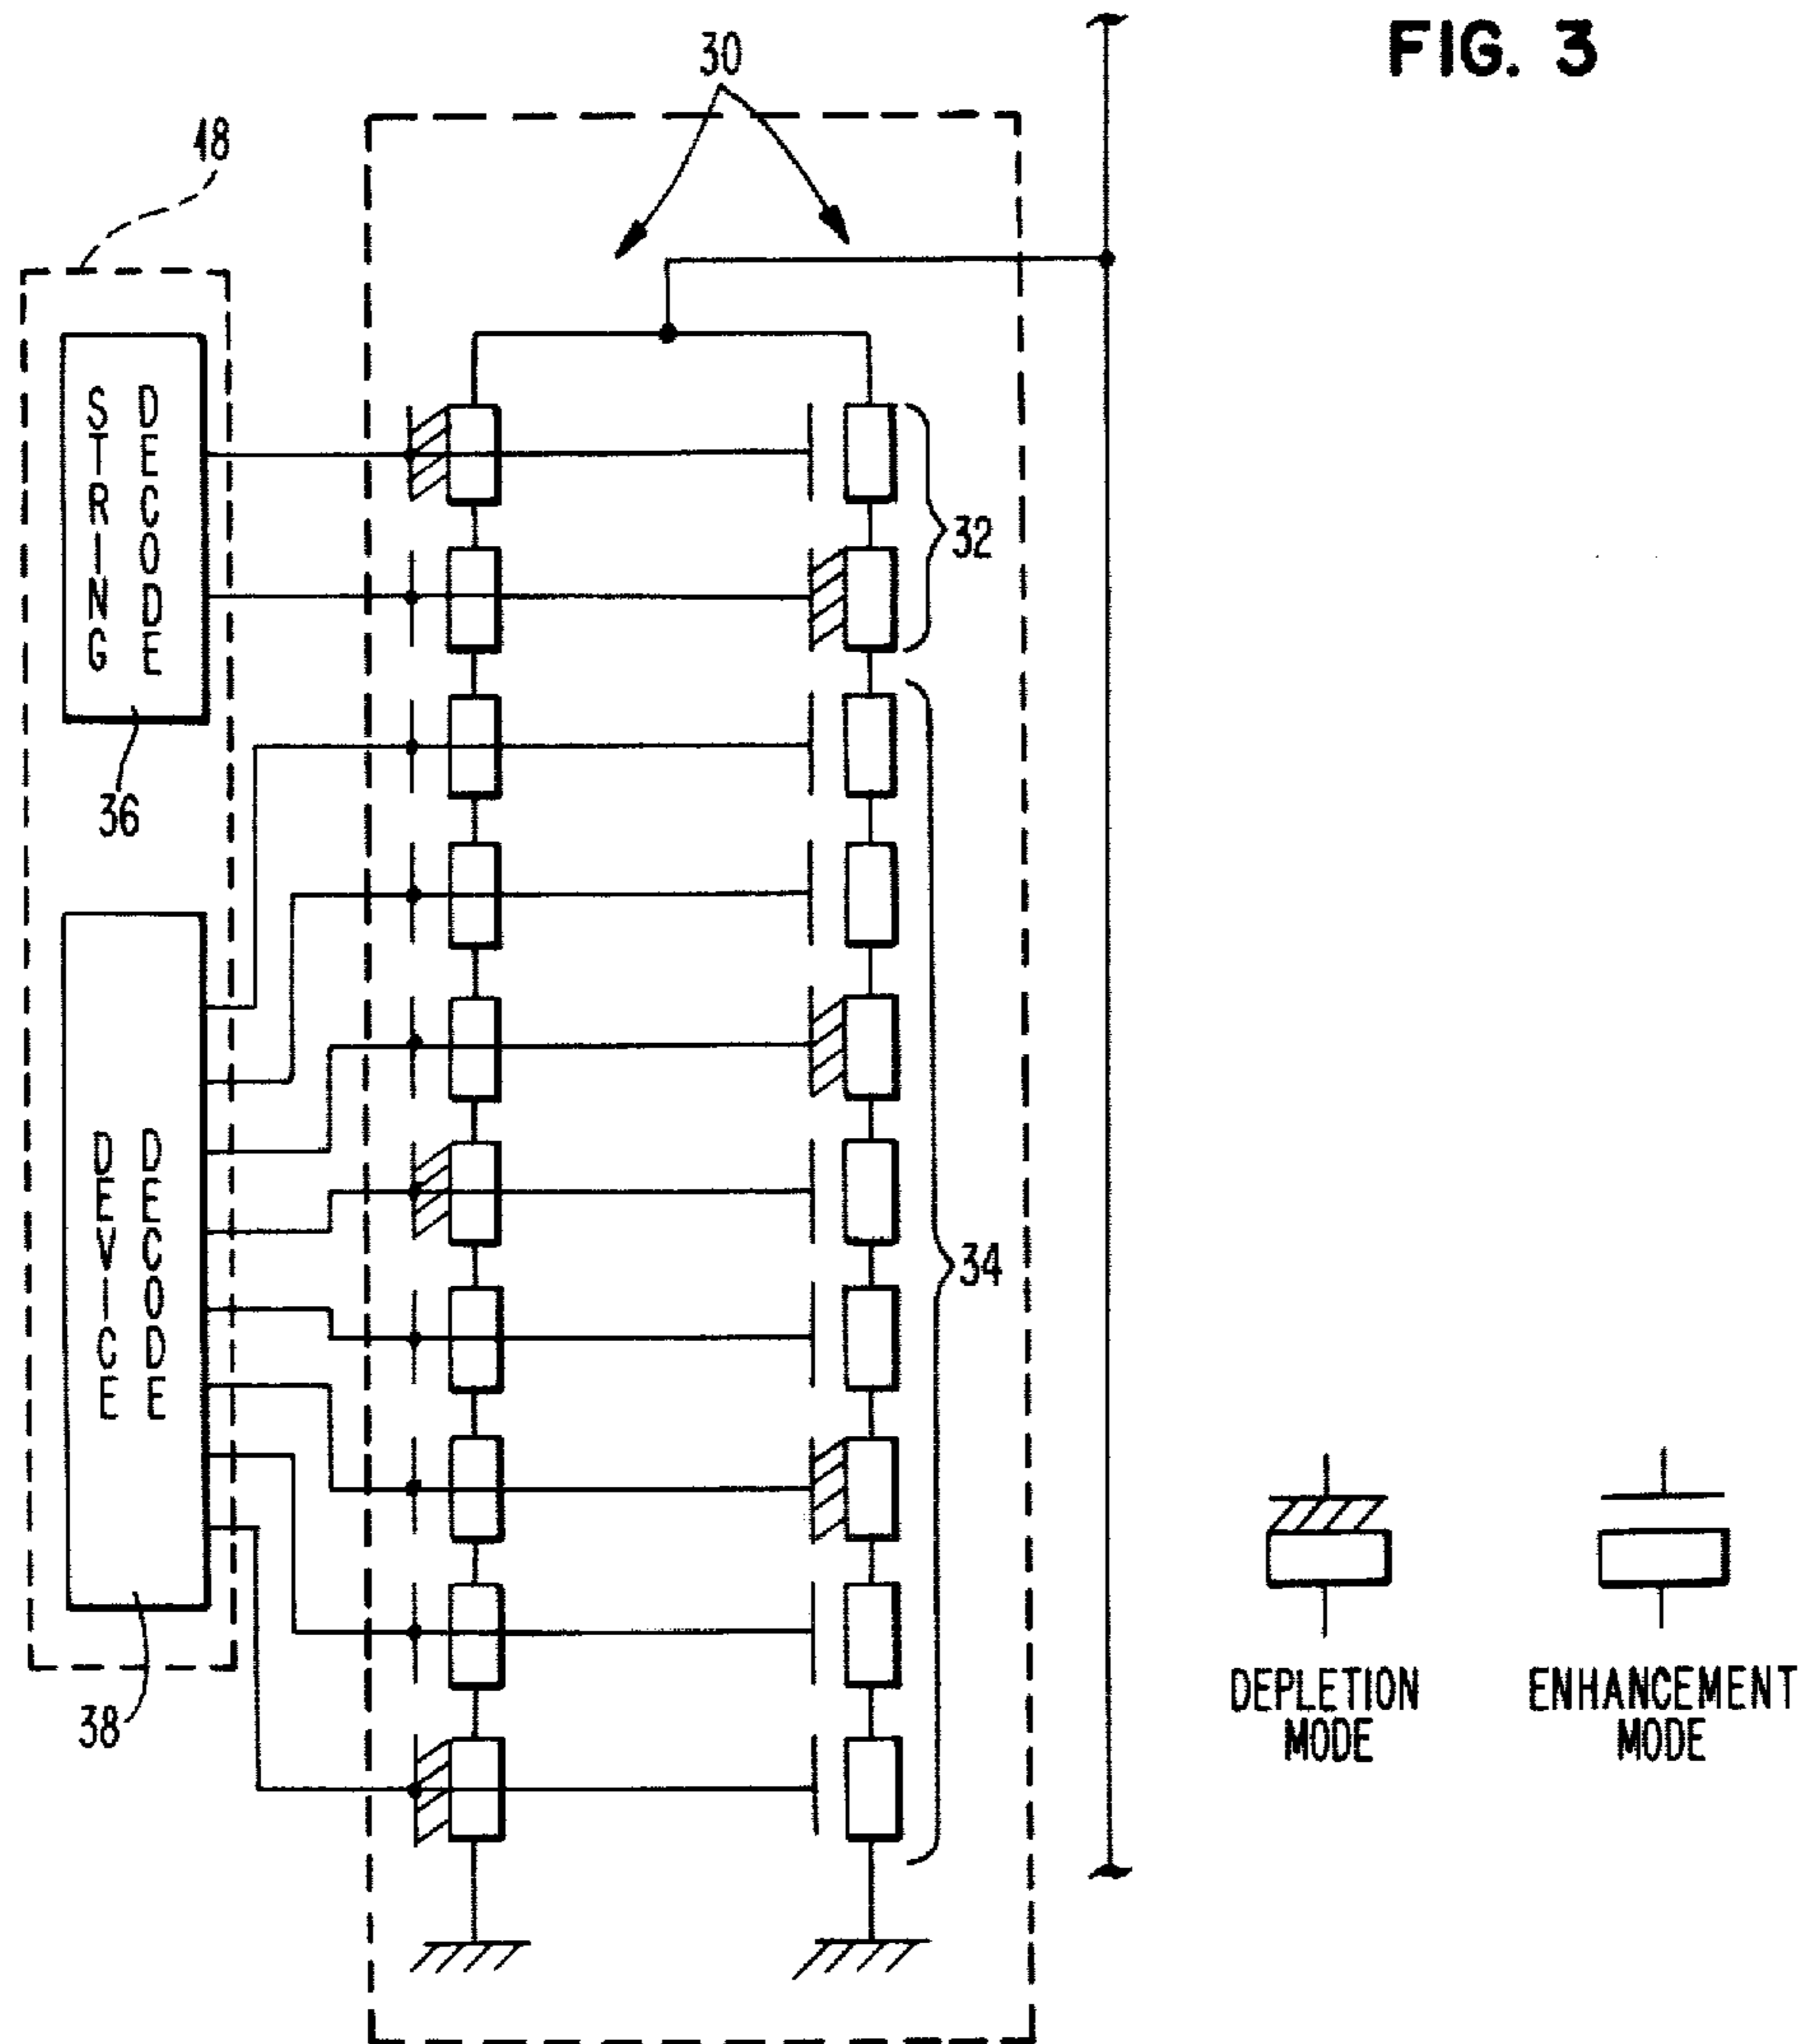 FIG. 3
30
48
STRING
DECODE
32
36
34
DEVICE
DECODE
38
DEPLETION
MODE
ENHANCEMENT
MODE